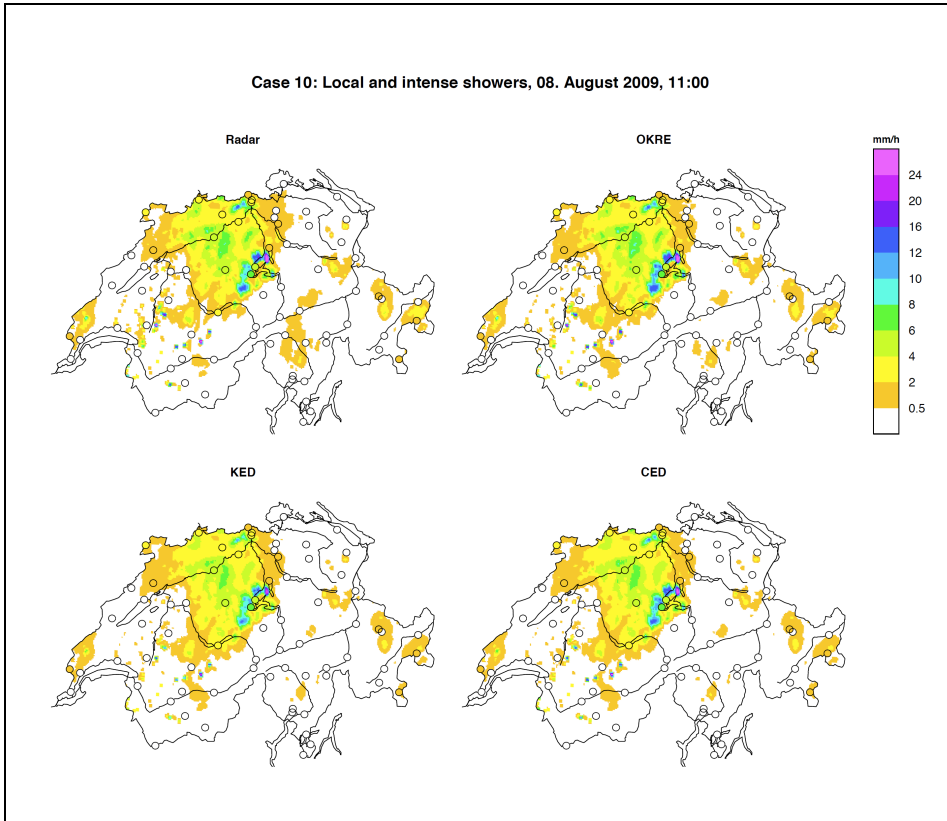 Case 10: Local and intense showers, 08. August 2009, 11:00
Radar
OKRE
mm/h
24
20
16
12
10
8
6
4
2
0.5
KED
CED